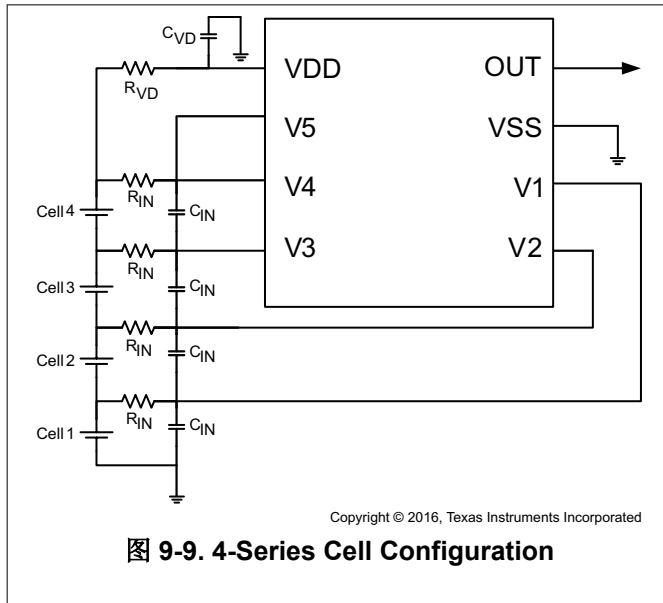 CVD
RVD
VDD
OUT
V5
VSS
V4
V1
RIN
CIN
Cell 4
V3
V2
RIN
CIN
Cell 3
RIN
CIN
Cell 2
RIN
CIN
Cell 1
Copyright © 2016, Texas Instruments Incorporated
图 9-9. 4-Series Cell Configuration